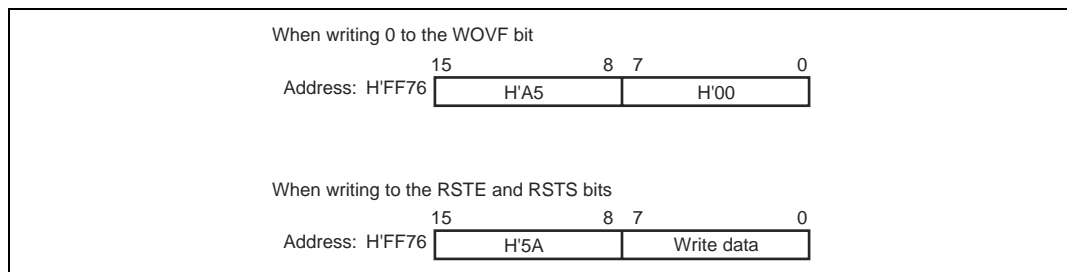 When writing 0 to the WOVF bit
15 8 7 0
Address: H'FF76 H'A5 H'00
When writing to the RSTE and RSTS bits
15 8 7 0
Address: H'FF76 H'5A Write data